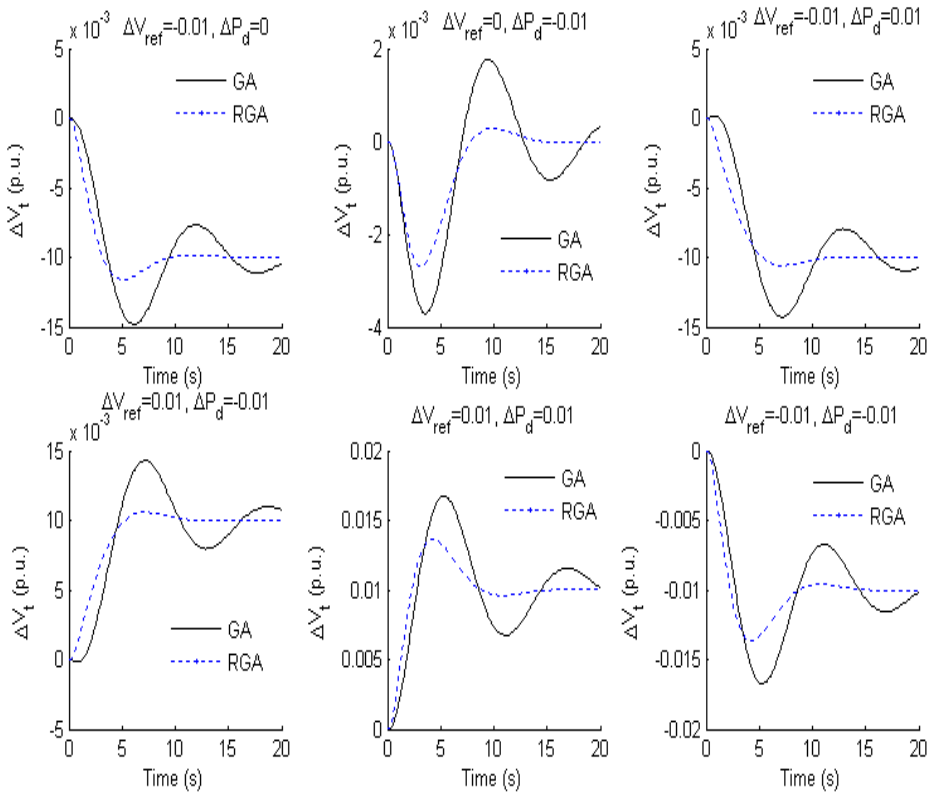 x 10⁻³ ΔV_ref=-0.01, ΔP_d=0
5
0
-5
-10
-15
0 5 10 15 20
ΔV_t (p.u.)
Time (s)
GA
RGA
x 10⁻³ ΔV_ref=0, ΔP_d=-0.01
2
0
-2
-4
0 5 10 15 20
ΔV_t (p.u.)
Time (s)
GA
RGA
x 10⁻³ ΔV_ref=-0.01, ΔP_d=0.01
5
0
-5
-10
-15
0 5 10 15 20
ΔV_t (p.u.)
Time (s)
GA
RGA
x 10⁻³ ΔV_ref=0.01, ΔP_d=-0.01
15
10
5
0
-5
0 5 10 15 20
ΔV_t (p.u.)
Time (s)
GA
RGA
ΔV_ref=0.01, ΔP_d=0.01
0.02
0.015
0.01
0.005
0
0 5 10 15 20
ΔV_t (p.u.)
Time (s)
GA
RGA
ΔV_ref=-0.01, ΔP_d=-0.01
0
-0.005
-0.01
-0.015
-0.02
0 5 10 15 20
ΔV_t (p.u.)
Time (s)
GA
RGA